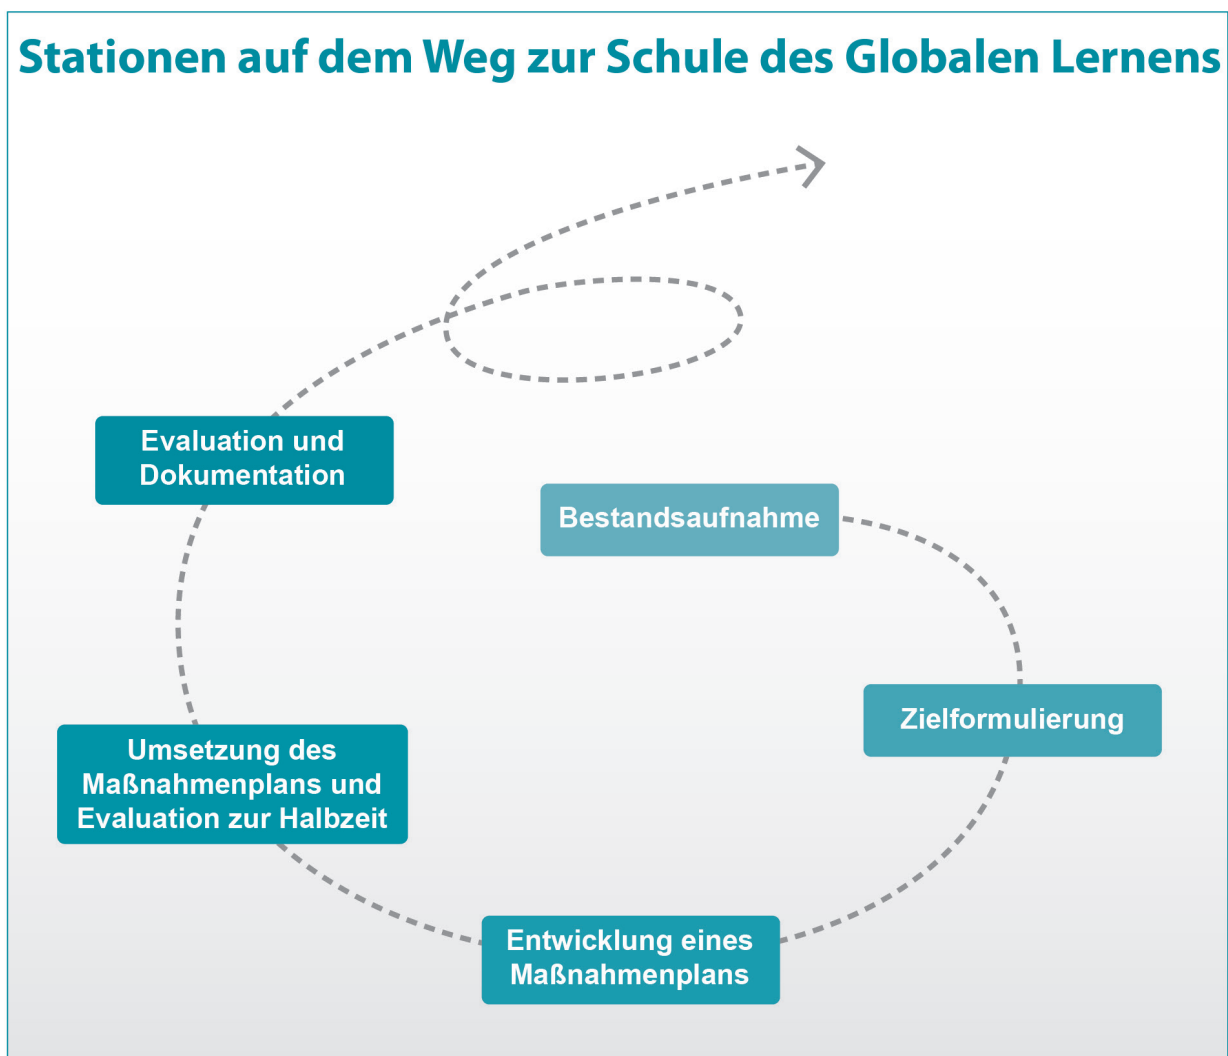 Stationen auf dem Weg zur Schule des Globalen Lernens
Evaluation und
Dokumentation
Bestandsaufnahme
Zielformulierung
Umsetzung des
Maßnahmenplans und
Evaluation zur Halbzeit
Entwicklung eines
Maßnahmenplans